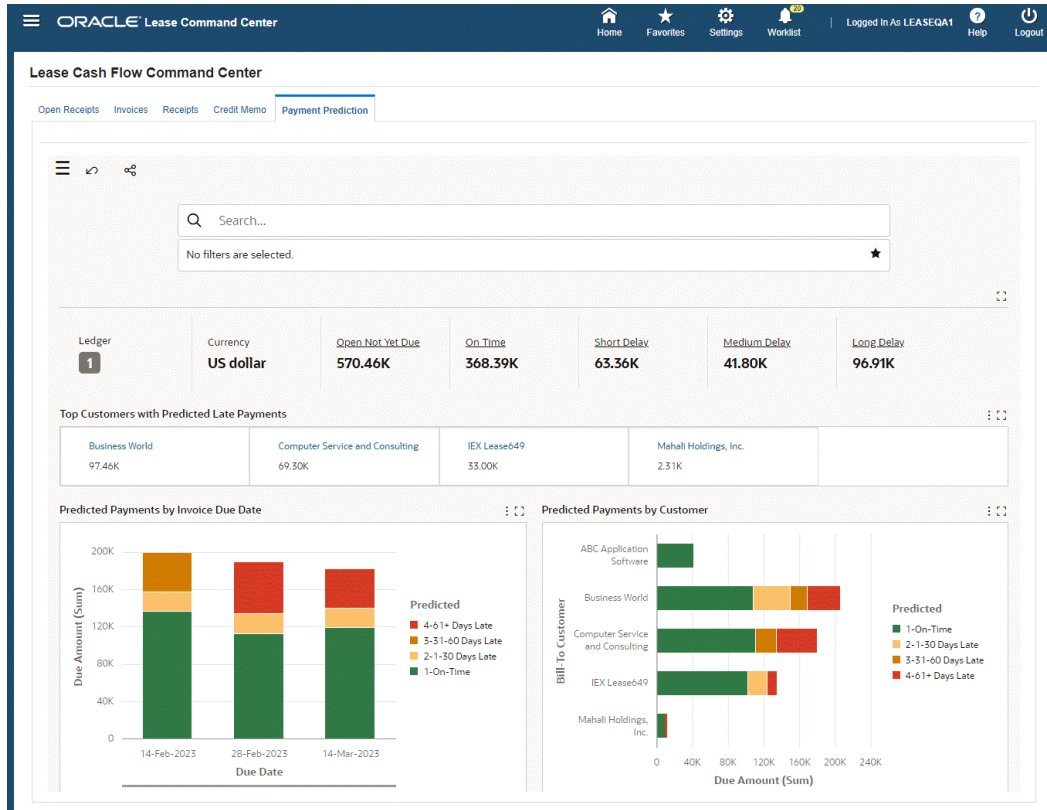 ORACLE Lease Command Center
Home
Favorites
Settings
20
Worklist
Logged In As LEASEQA1
?
Help
Logout
Lease Cash Flow Command Center
Open Receipts Invoices Receipts Credit Memo Payment Prediction
Search...
No filters are selected.
Ledger
1
Currency
US dollar
Open Not Yet Due
570.46K
On Time
368.39K
Short Delay
63.36K
Medium Delay
41.80K
Long Delay
96.91K
Top Customers with Predicted Late Payments
Business World
97.46K
Computer Service and Consulting
69.30K
IEX Lease649
33.00K
Mahali Holdings, Inc.
2.31K
Predicted Payments by Invoice Due Date
Due Amount (Sum)
200K
160K
120K
80K
40K
0
14-Feb-2023 28-Feb-2023 14-Mar-2023
Due Date
Predicted
4-61+ Days Late
3-31-60 Days Late
2-1-30 Days Late
1-On-Time
Predicted Payments by Customer
Bill-To Customer
ABC Application
Software
Business World
Computer Service
and Consulting
IEX Lease649
Mahali Holdings,
Inc.
0 40K 80K 120K 160K 200K 240K
Due Amount (Sum)
Predicted
1-On-Time
2-1-30 Days Late
3-31-60 Days Late
4-61+ Days Late